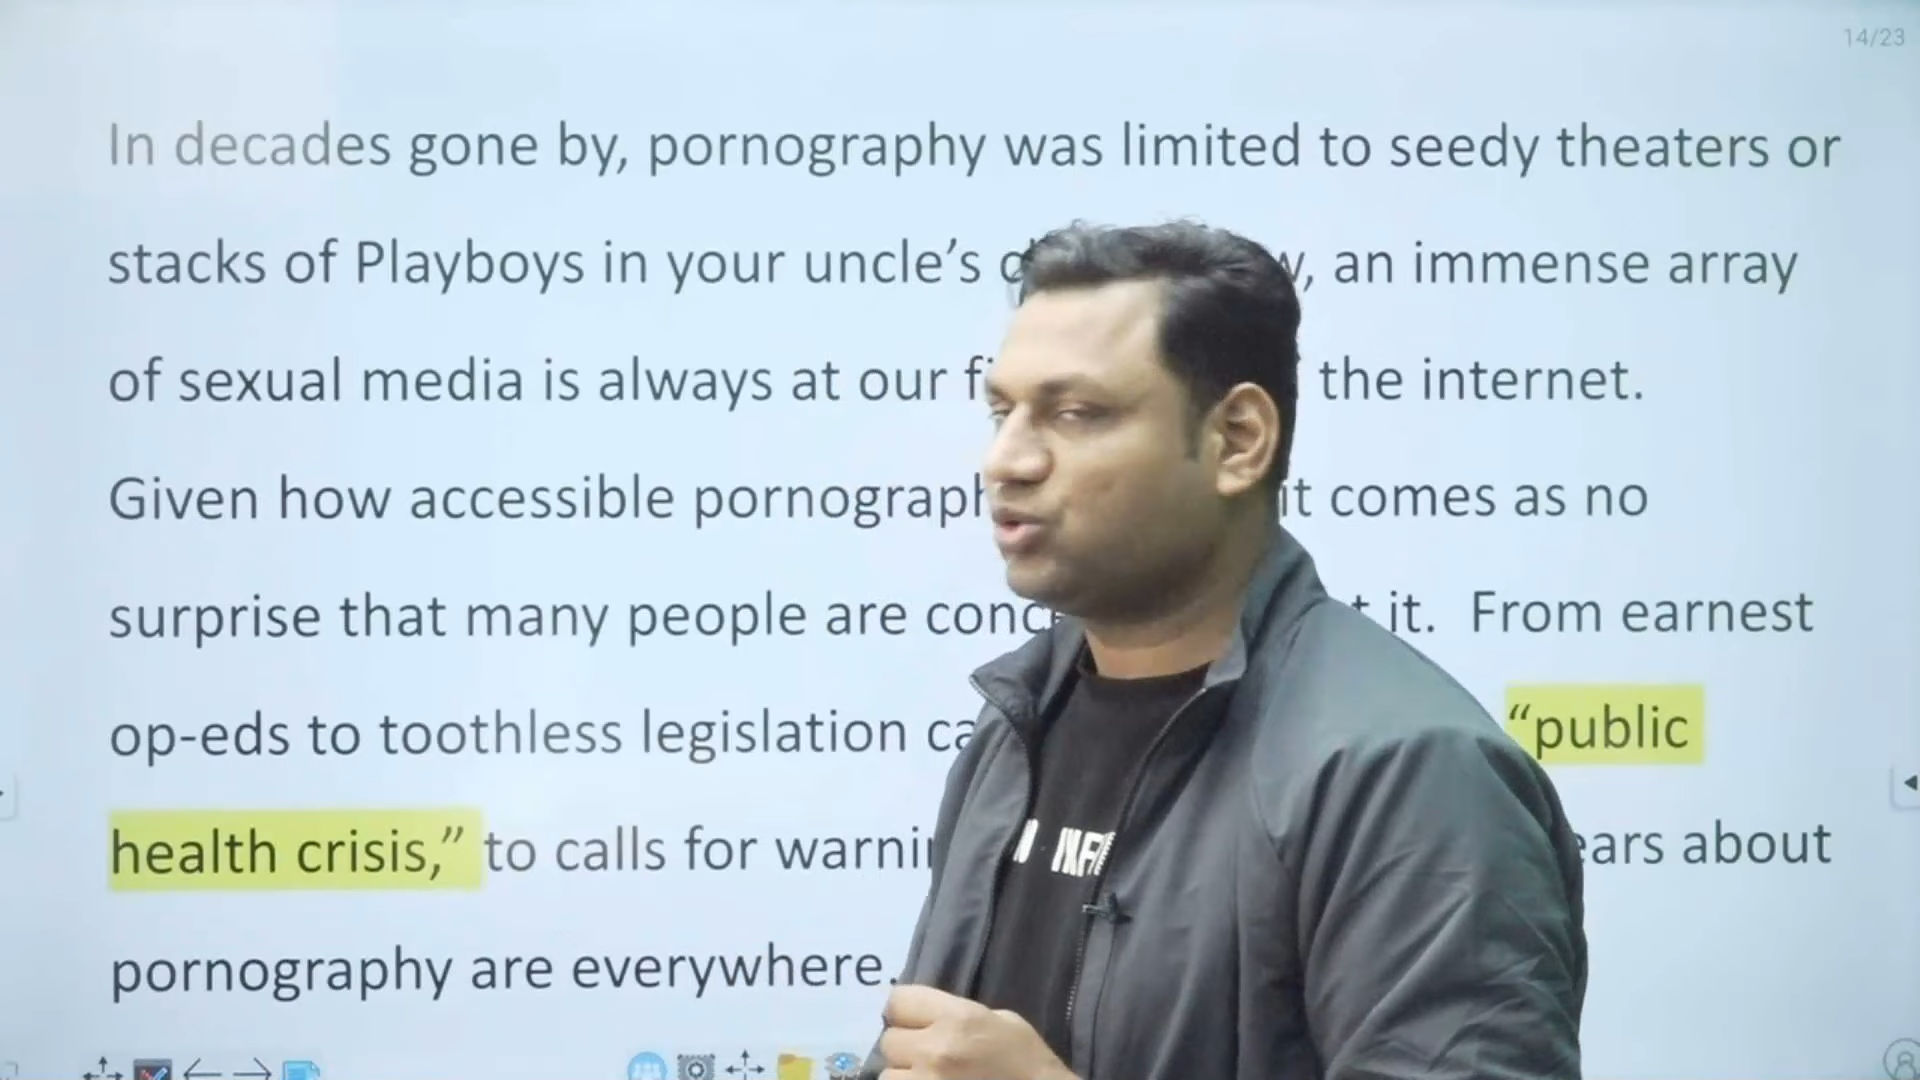 14/23
In decades gone by, pornography was limited to seedy theaters or
stacks of Playboys in your uncle’s an immense array
of sexual media is always at our the internet.
Given how accessible it comes as no
surprise that many people are it. From earnest
op-eds to toothless legislation “public
health crisis,” to calls for about
pornography are everywhere.